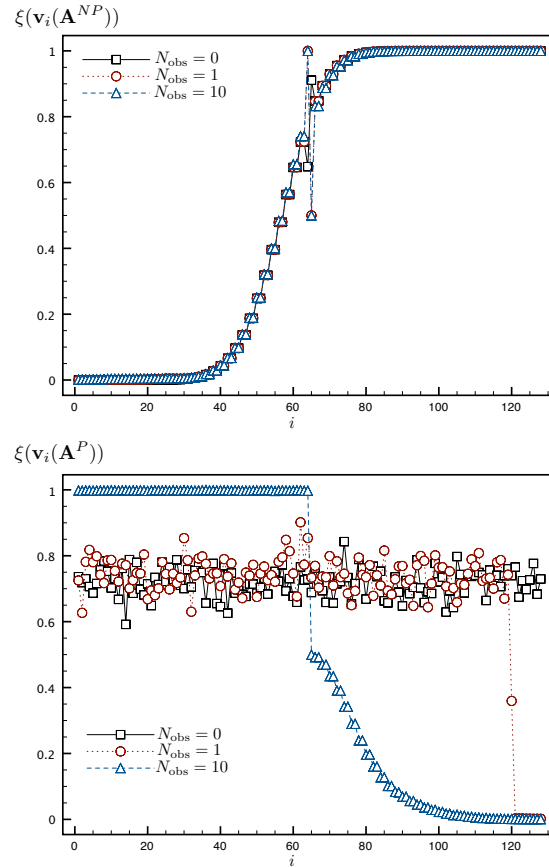 ξ(v_i(A^{NP}))
N_obs = 0
N_obs = 1
N_obs = 10
1
0.8
0.6
0.4
0.2
0
0 20 40 60 80 100 120
i
ξ(v_i(A^P))
1
0.8
0.6
0.4
0.2
0
N_obs = 0
N_obs = 1
N_obs = 10
0 20 40 60 80 100 120
i